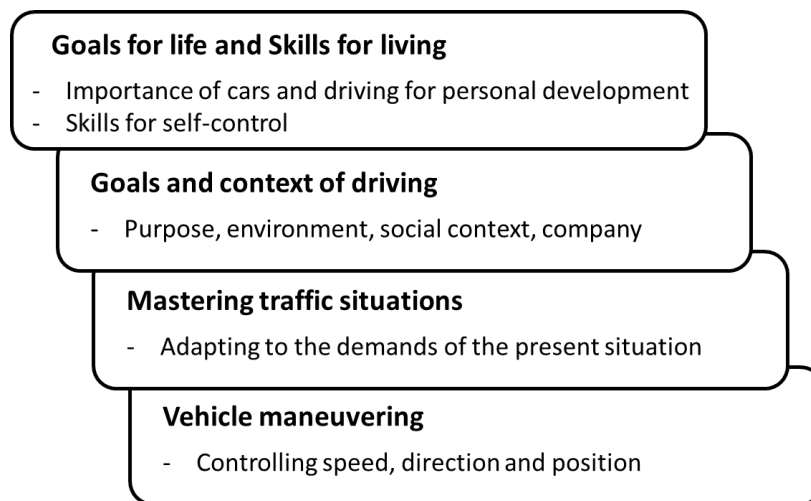 Goals for life and Skills for living
- Importance of cars and driving for personal development
- Skills for self-control
Goals and context of driving
- Purpose, environment, social context, company
Mastering traffic situations
- Adapting to the demands of the present situation
Vehicle maneuvering
- Controlling speed, direction and position